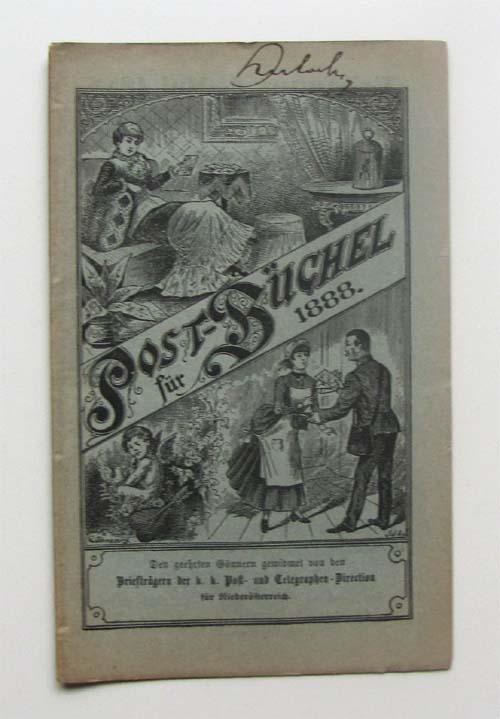 POST-BÜCHEL
für 1888.
Den geehrten Gönnern gewidmet von den
Briefträgern der k. k. Post- und Telegraphen-Direction
für Niederösterreich.